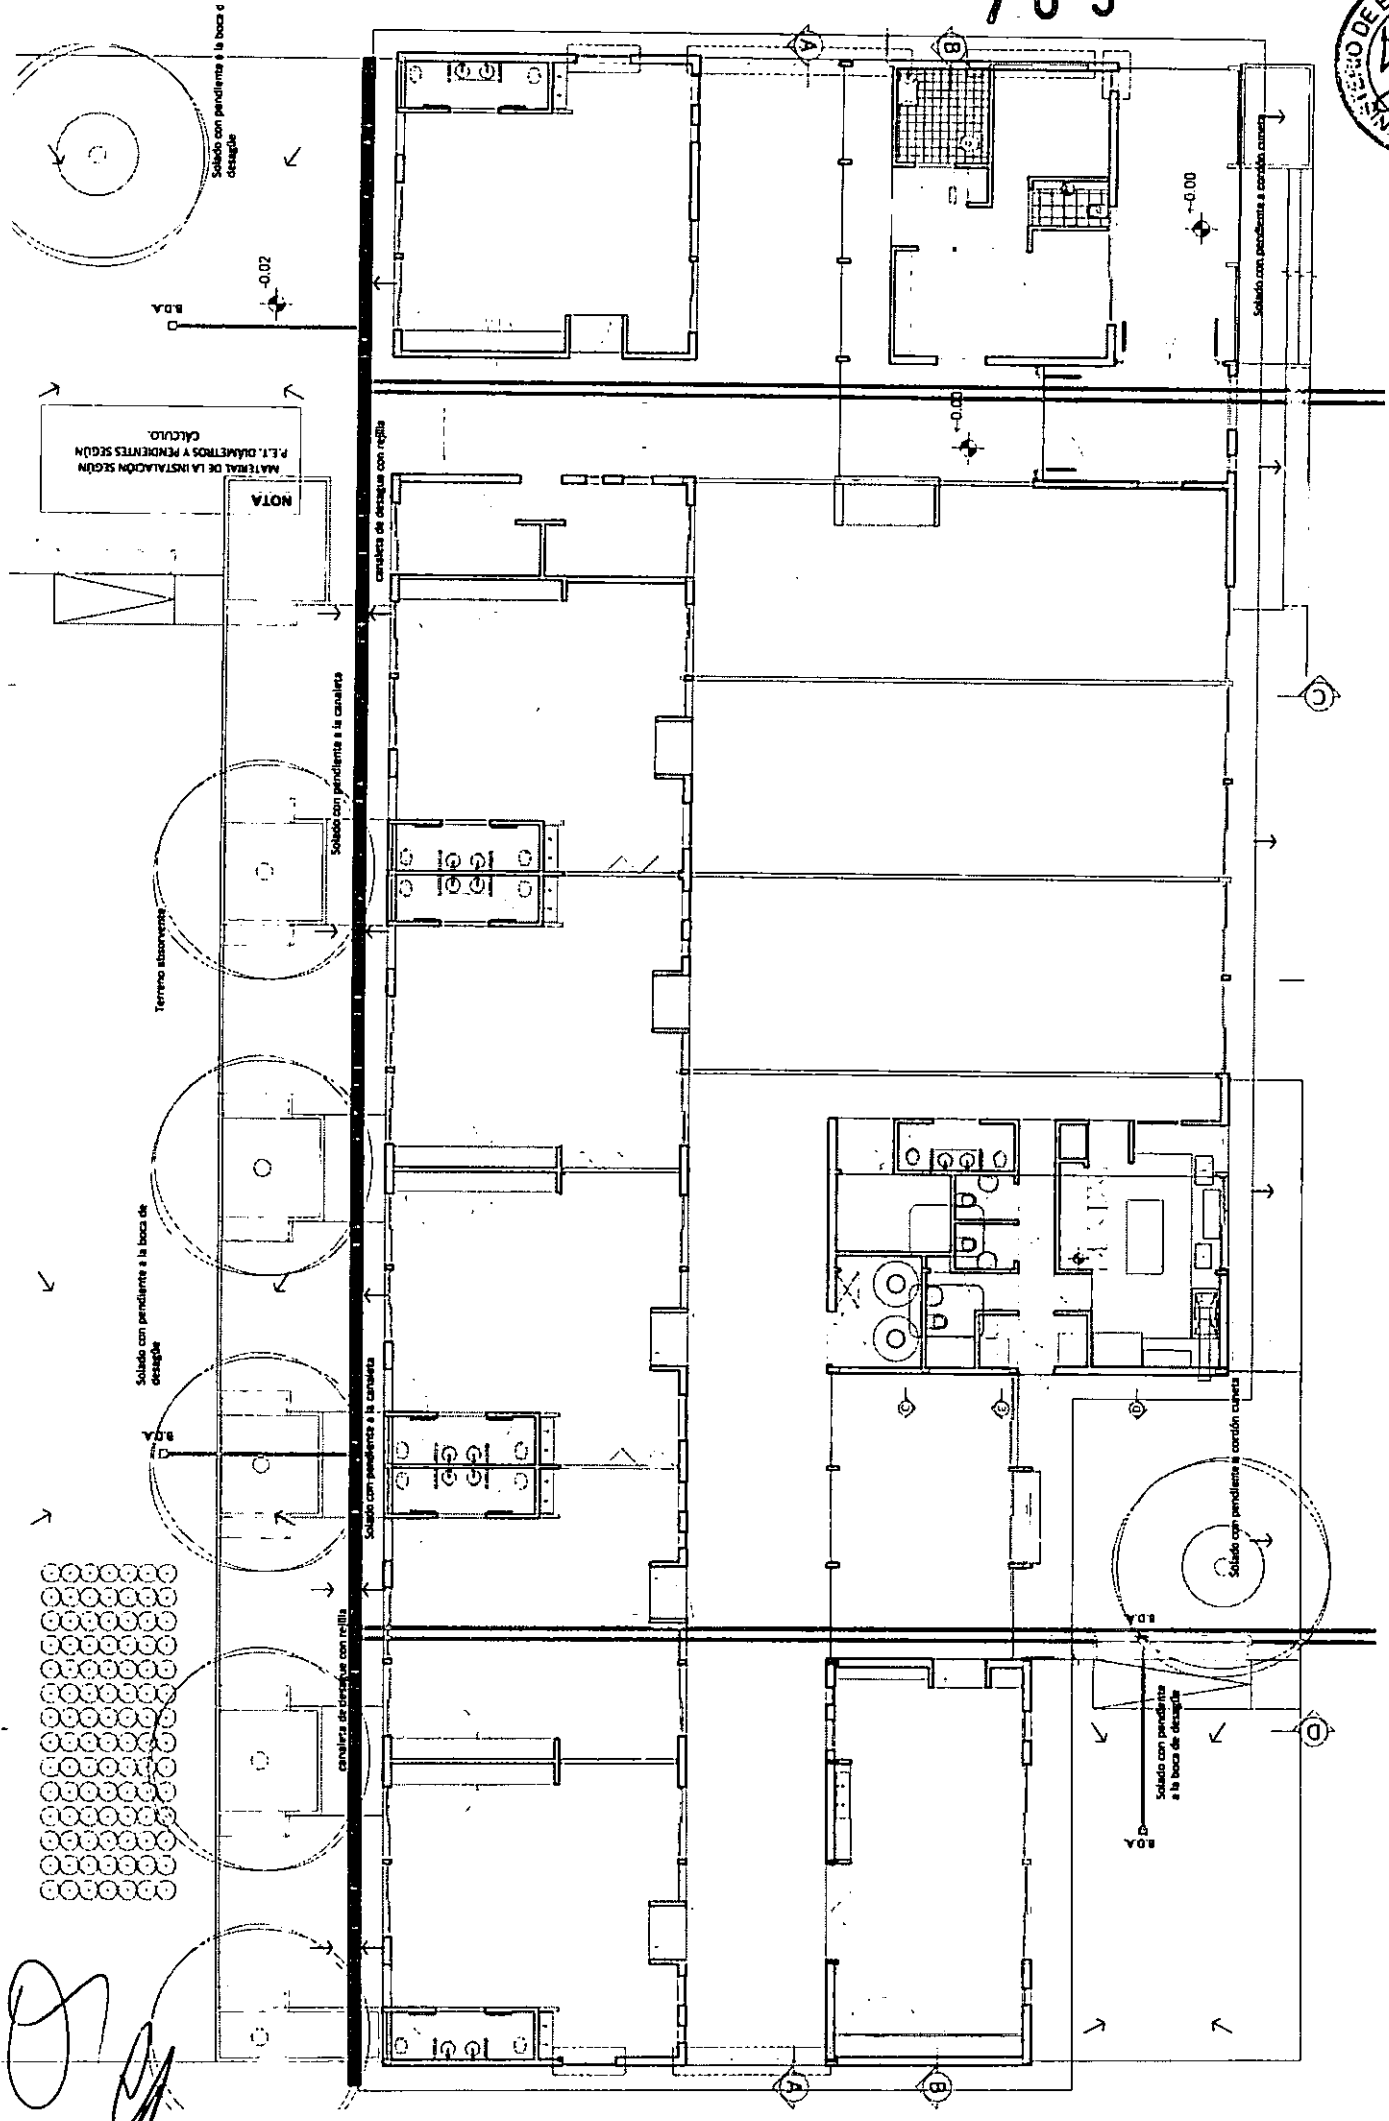 Solado con pendiente a la boca d
desagüe
B.D.A.
-0.02
NOTA
MATERIAL DE LA INSTALACIÓN SEGÚN
P.E.T. DIÁMETROS Y PENDIENTES SEGÚN
CÁLCULO.
canaleta de desague con rejilla
A
B
+-0.00
+-0.00
Solado con pendiente a cordón cuneta
C
Solado con pendiente a la canaleta
Terreno absorvente
Solado con pendiente a la boca de
desagüe
B.D.A.
Solado con pendiente a la canaleta
canaleta de desague con rejilla
C
E
D
Solado con pendiente a cordón cuneta
B.D.A.
Solado con pendiente
a la boca de desagüe
B.D.A.
D
A
B